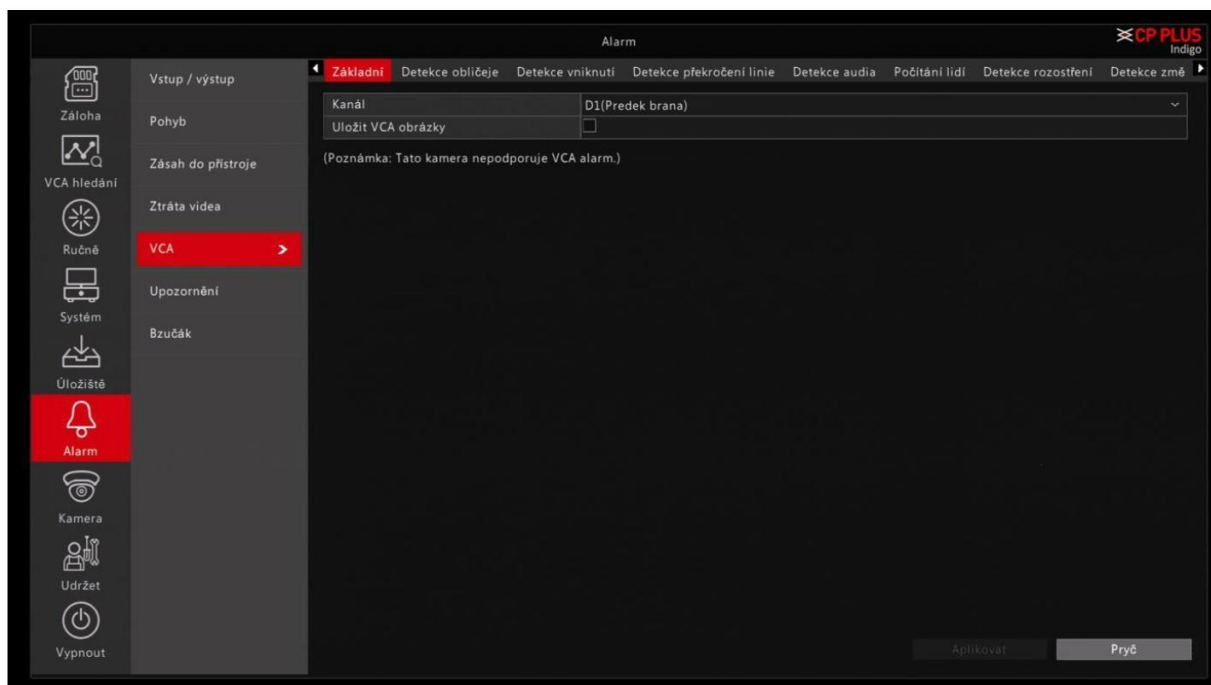 Alarm
CP PLUS
Indigo
Záloha
VCA hledání
Ručně
Systém
Úložiště
Alarm
Kamera
Udržet
Vypnout
Vstup / výstup
Pohyb
Zásah do přístroje
Ztráta videa
VCA >
Upozornění
Bzučák
Základní Detekce obličeje Detekce vniknutí Detekce překročení linie Detekce audia Počítání lidí Detekce rozostření Detekce změ
Kanál D1(Predek brana)
Uložit VCA obrázky
(Poznámka: Tato kamera nepodporuje VCA alarm.)
Aplikovat Pryč